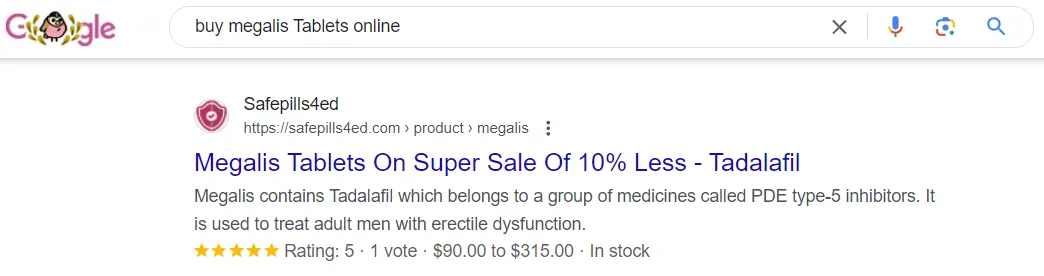 Google
buy megalis Tablets online
Safepills4ed
https://safepills4ed.com › product › megalis
Megalis Tablets On Super Sale Of 10% Less - Tadalafil
Megalis contains Tadalafil which belongs to a group of medicines called PDE type-5 inhibitors. It
is used to treat adult men with erectile dysfunction.
Rating: 5 · 1 vote · $90.00 to $315.00 · In stock